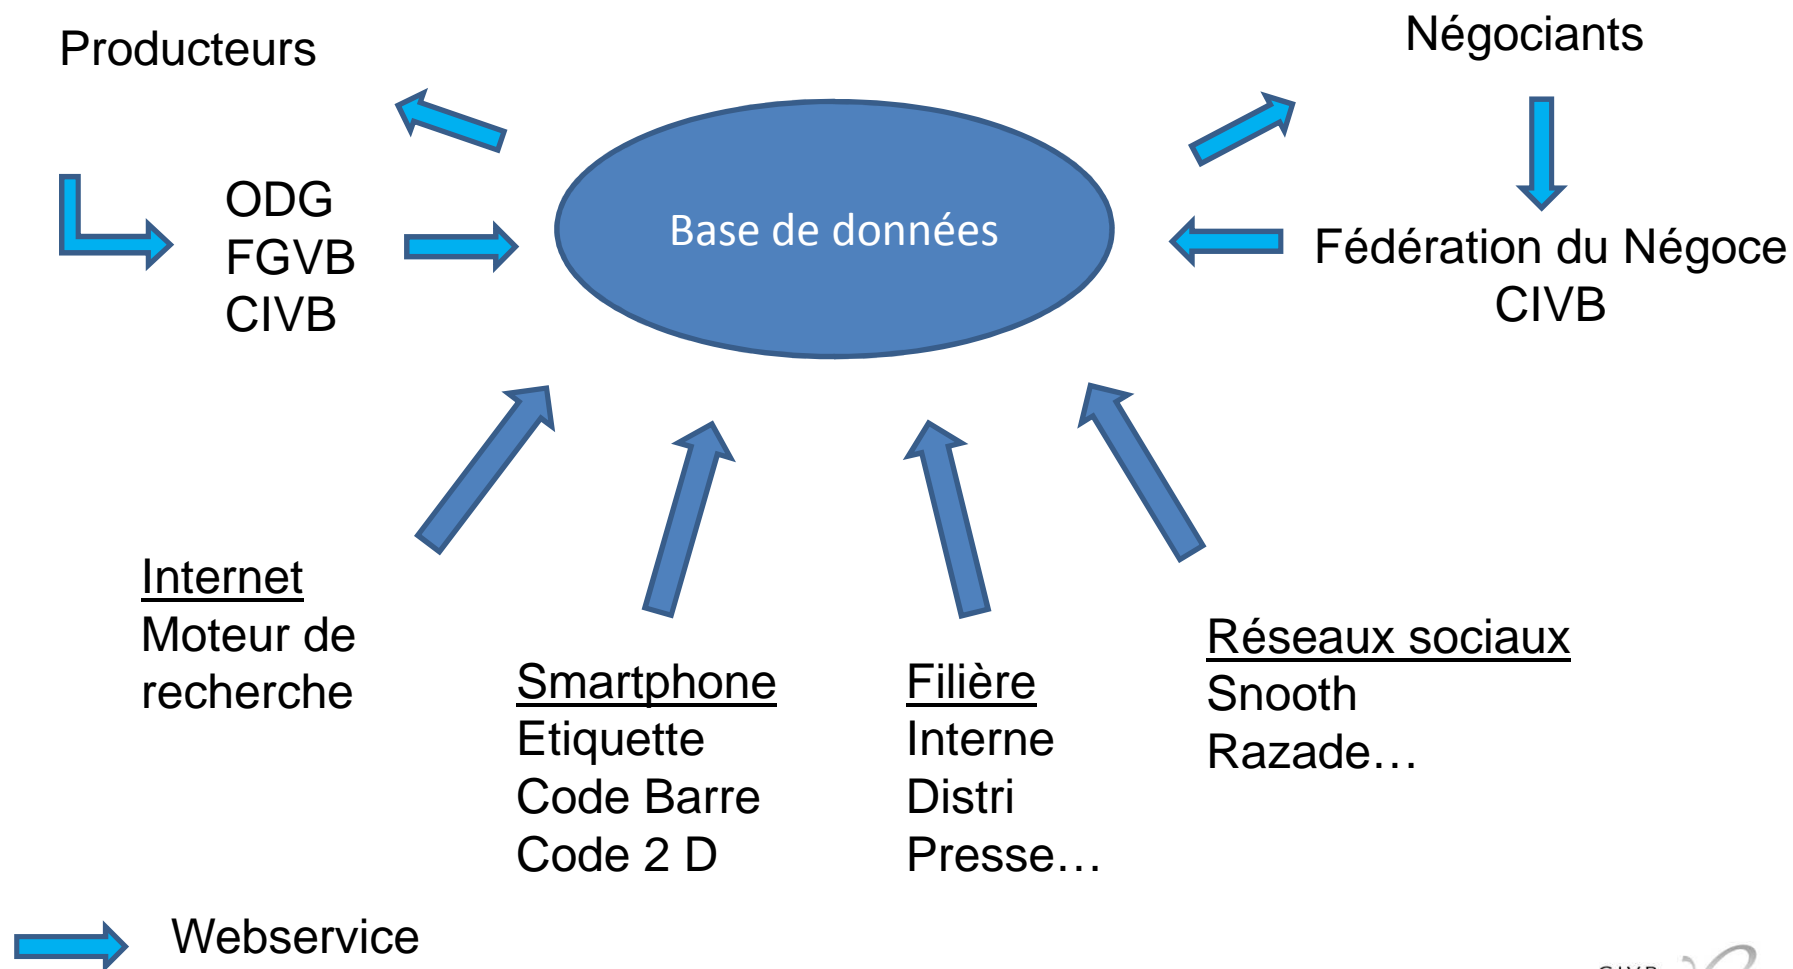 Producteurs
Négociants
ODG
FGVB
CIVB
Base de données
Fédération du Négoce
CIVB
Internet
Moteur de
recherche
Smartphone
Etiquette
Code Barre
Code 2 D
Filière
Interne
Distri
Presse…
Réseaux sociaux
Snooth
Razade…
Webservice